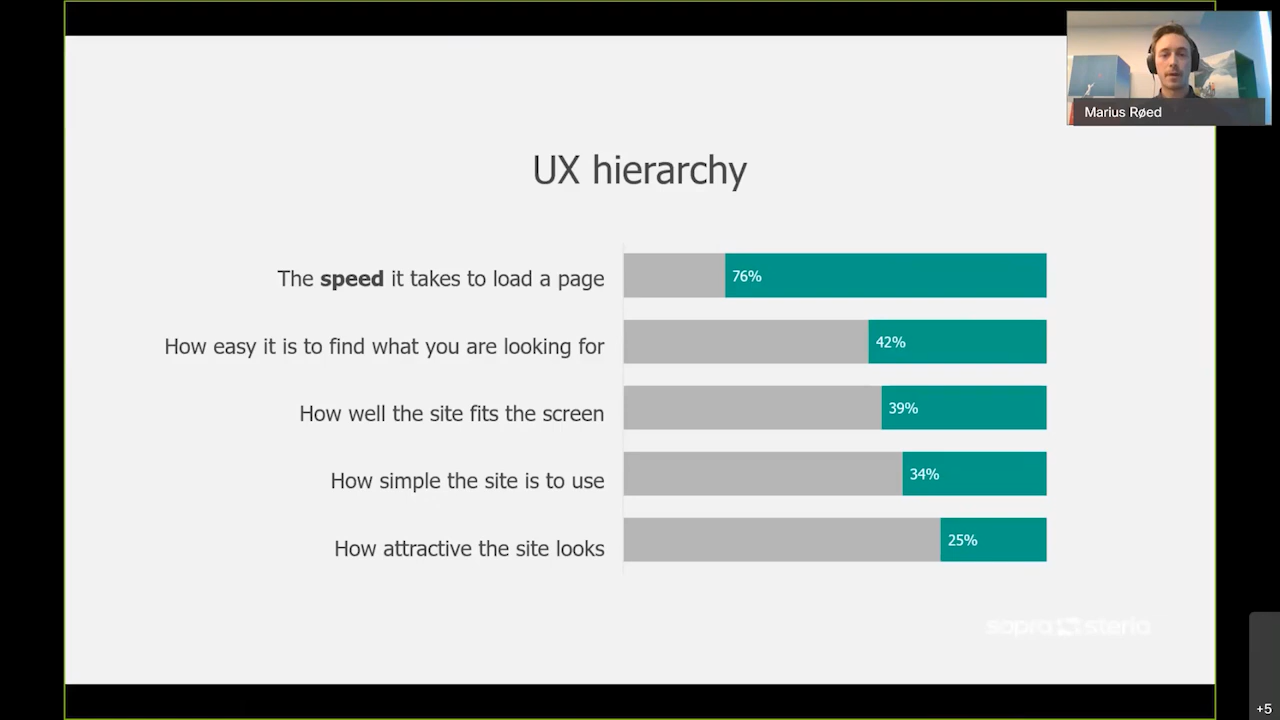 Marius Røed
UX hierarchy
The speed it takes to load a page
76%
How easy it is to find what you are looking for
42%
How well the site fits the screen
39%
How simple the site is to use
34%
How attractive the site looks
25%
sopra steria
+5